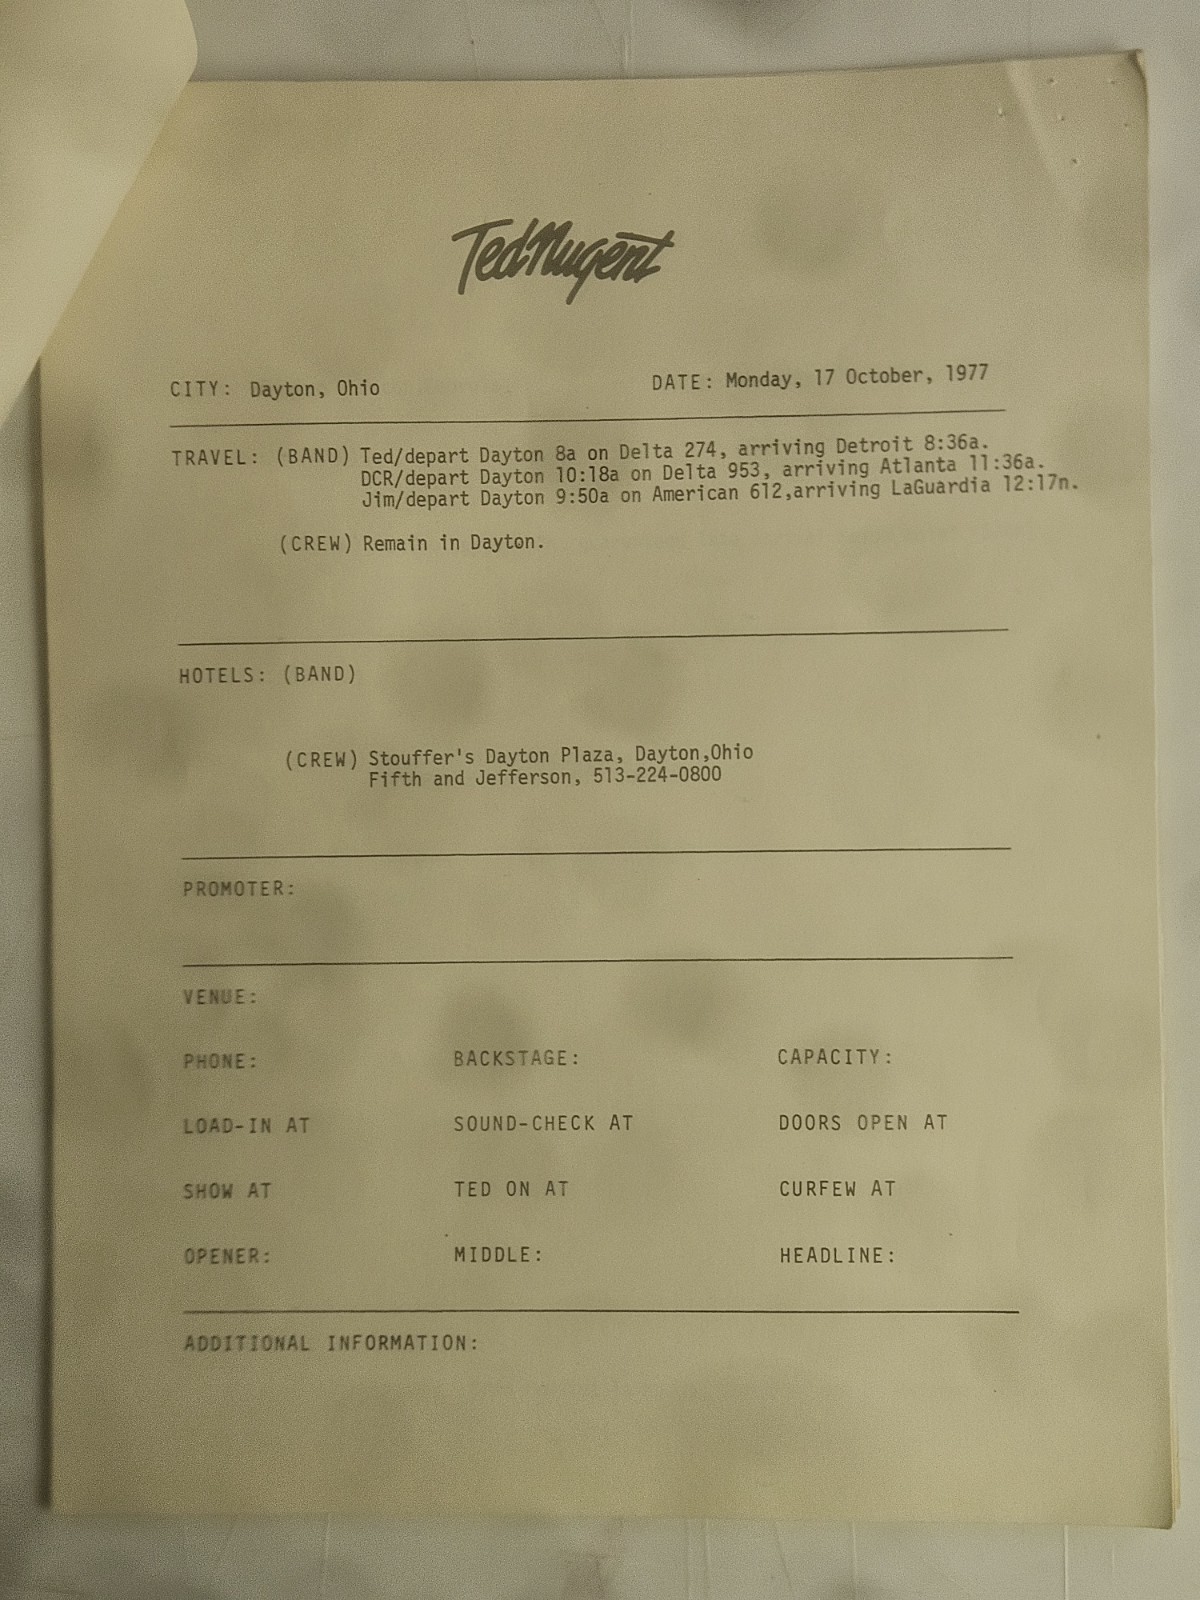 Ted Nugent
CITY: Dayton, Ohio DATE: Monday, 17 October, 1977
TRAVEL: (BAND) Ted/depart Dayton 8a on Delta 274, arriving Detroit 8:36a.
DCR/depart Dayton 10:18a on Delta 953, arriving Atlanta 11:36a.
Jim/depart Dayton 9:50a on American 612,arriving LaGuardia 12:17n.
(CREW) Remain in Dayton.
HOTELS: (BAND)
(CREW) Stouffer's Dayton Plaza, Dayton,Ohio
Fifth and Jefferson, 513-224-0800
PROMOTER:
VENUE:
PHONE: BACKSTAGE: CAPACITY:
LOAD-IN AT SOUND-CHECK AT DOORS OPEN AT
SHOW AT TED ON AT CURFEW AT
OPENER: MIDDLE: HEADLINE:
ADDITIONAL INFORMATION: